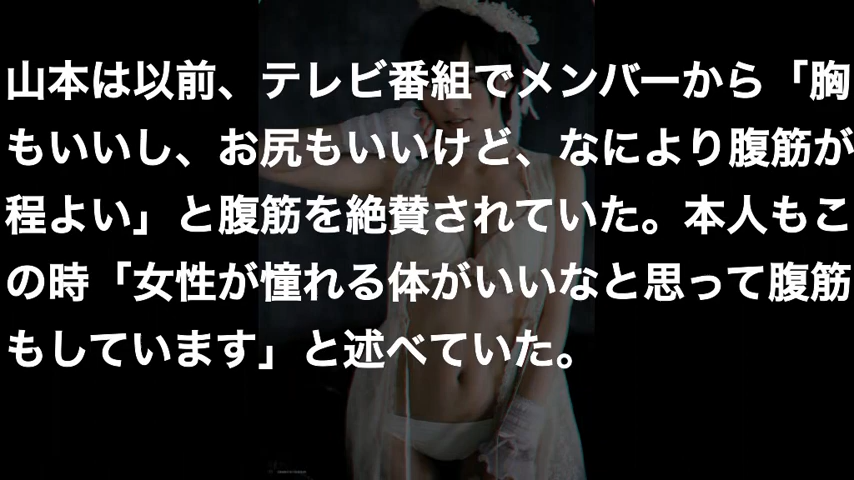 山本は以前、テレビ番組でメンバーから「胸
もいいし、お尻もいいけど、なにより腹筋が
程よい」と腹筋を絶賛されていた。本人もこ
の時「女性が憧れる体がいいなと思って腹筋
もしています」と述べていた。